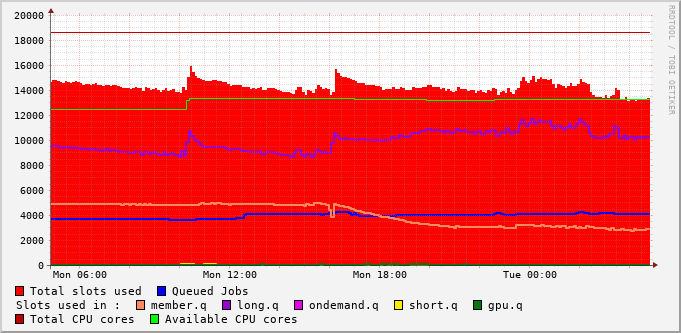 20000
18000
16000
14000
12000
10000
8000
6000
4000
2000
0
Mon 06:00 Mon 12:00 Mon 18:00 Tue 00:00
RRDTOOL / TOBI OETIKER
Total slots used Queued Jobs
Slots used in : member.q long.q ondemand.q short.q gpu.q
Total CPU cores Available CPU cores